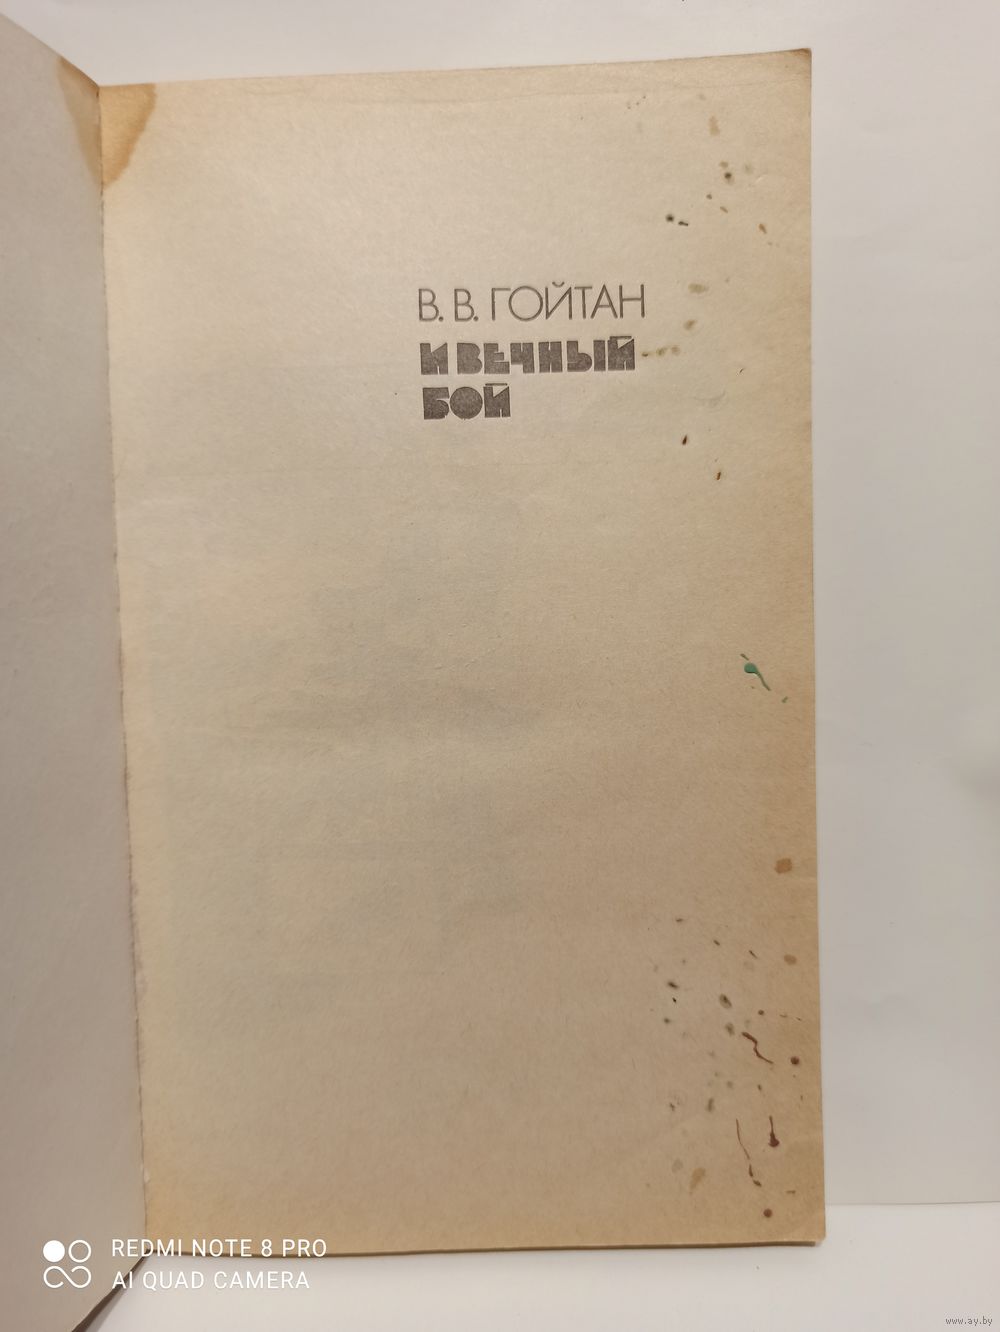 В. В. ГОЙТАН
И ВЕЧНЫЙ
БОЙ
REDMI NOTE 8 PRO
AI QUAD CAMERA
www.ay.by